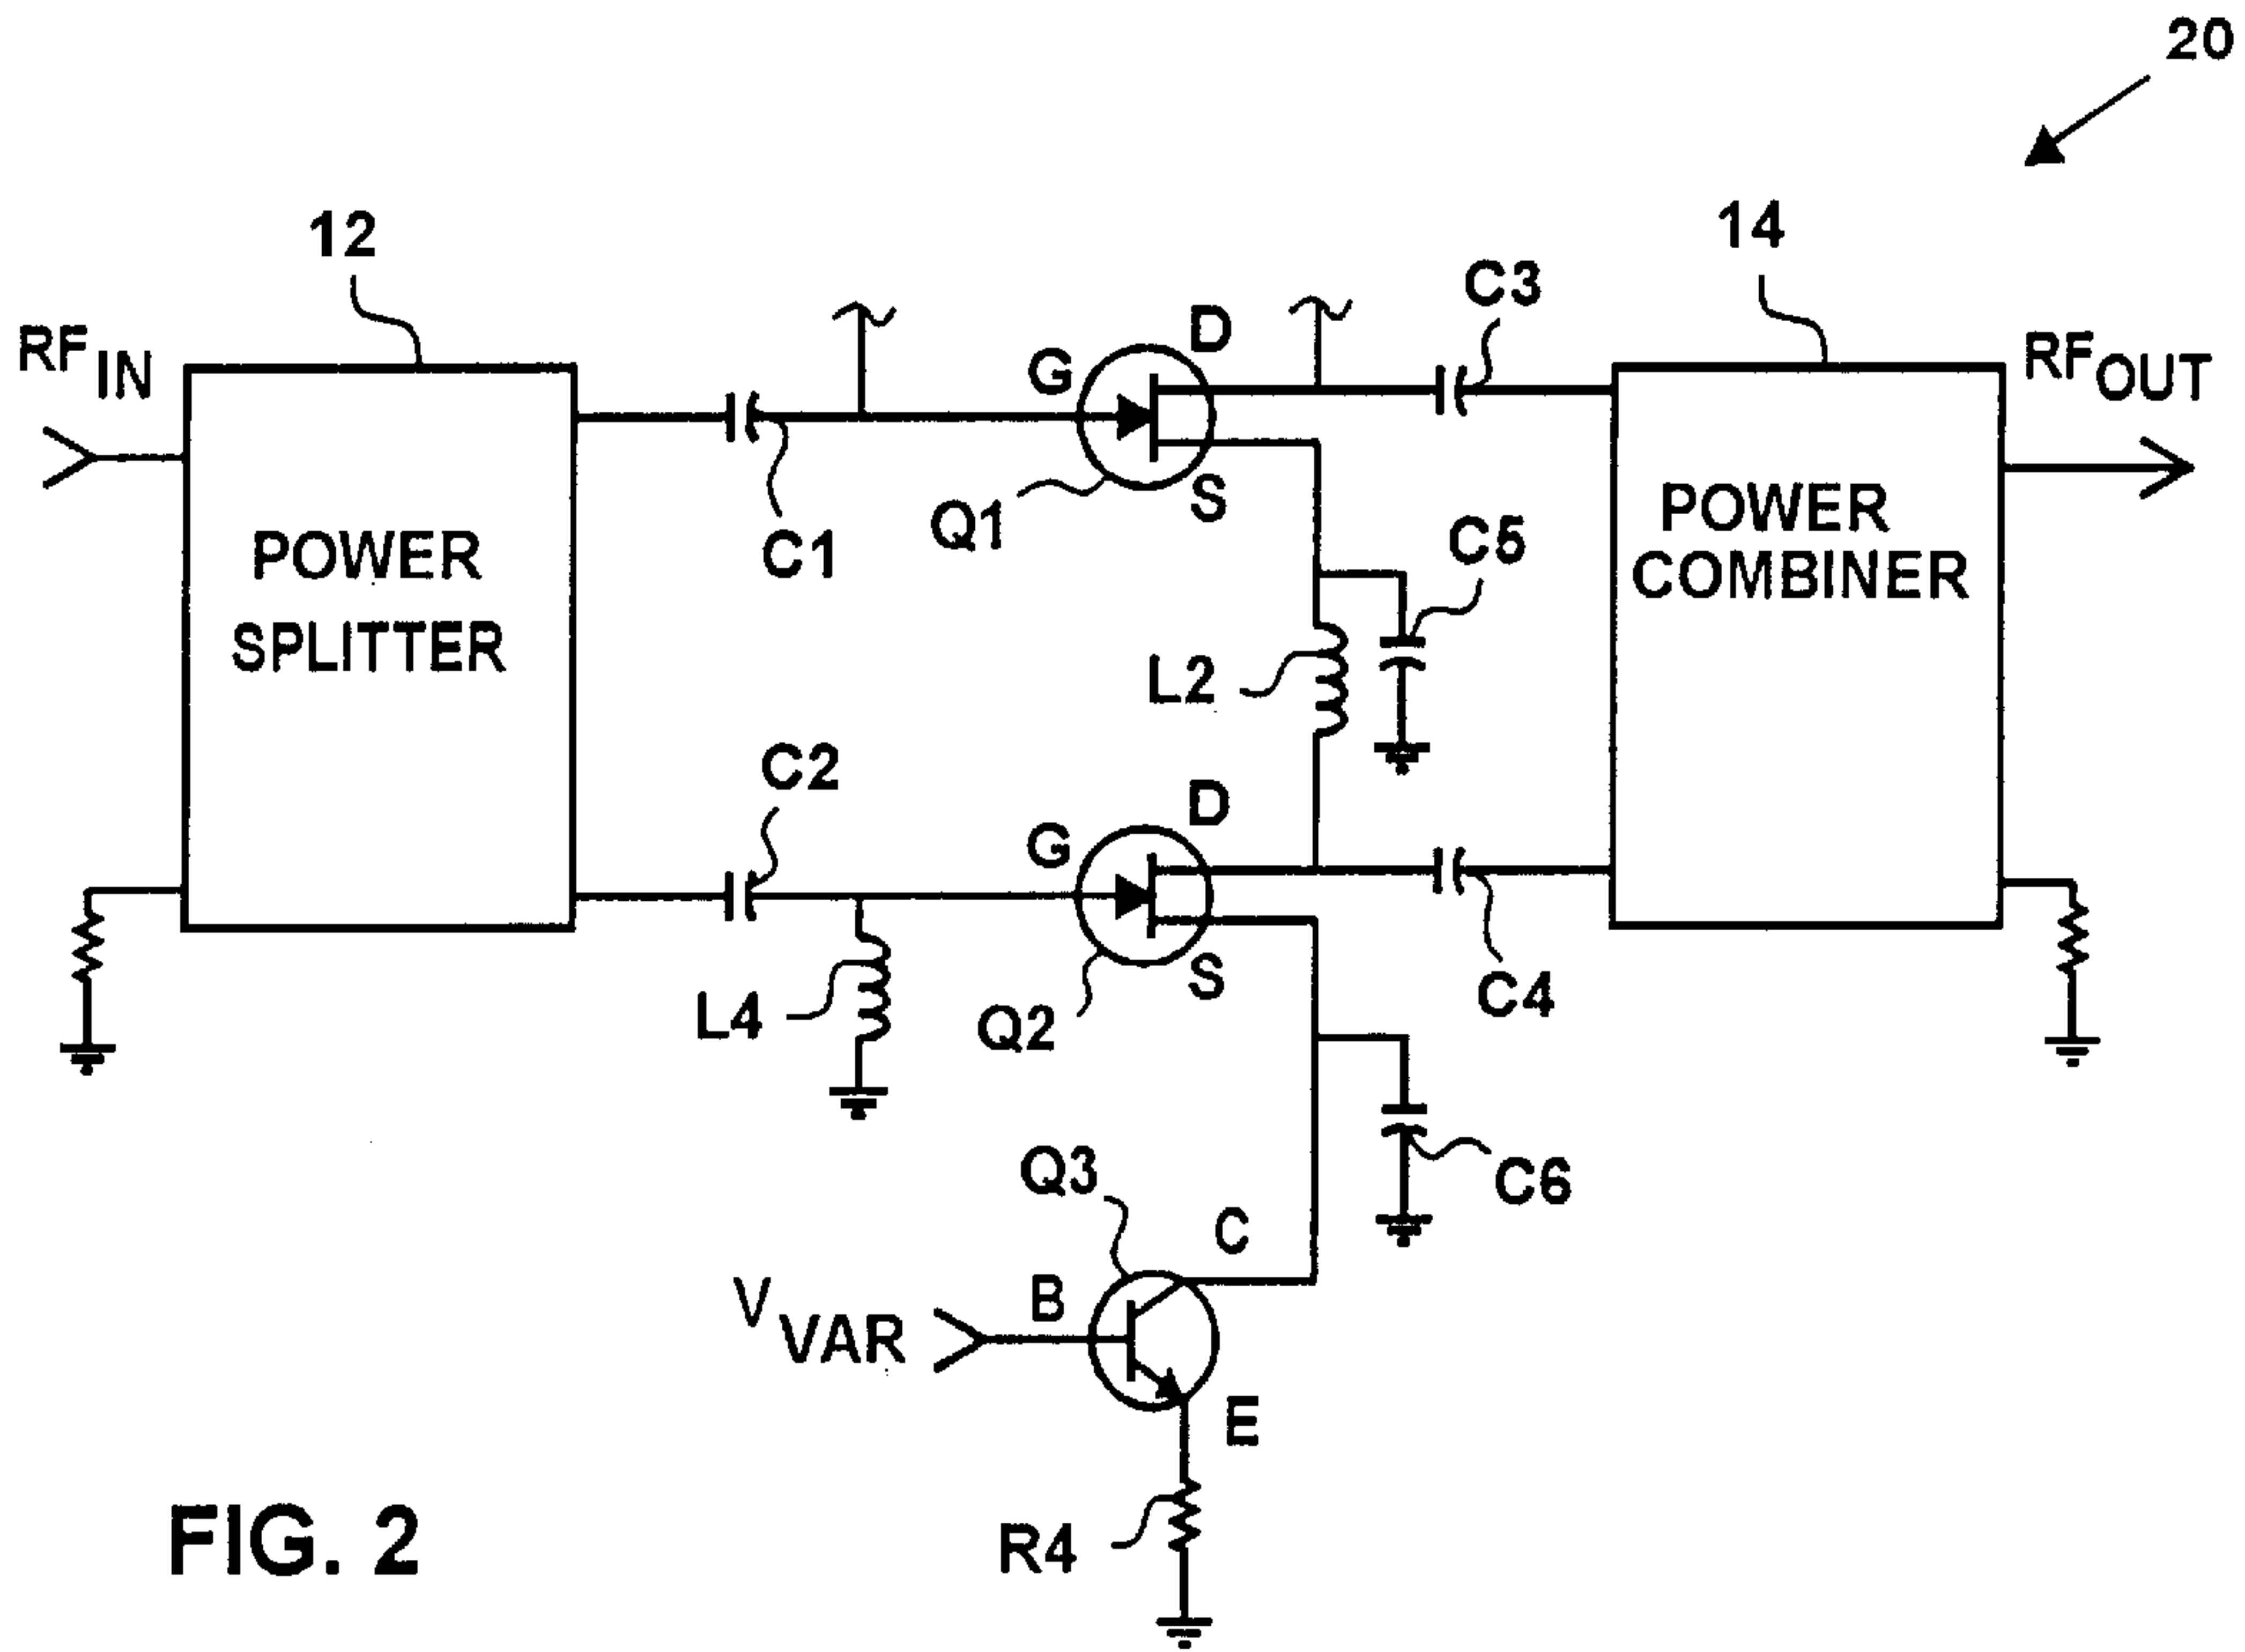 20
12
14
RF IN
RF OUT
C3
D
G
S
Q1
C1
C5
POWER
SPLITTER
POWER
COMBINER
L2
C2
D
G
S
Q2
C4
L4
C6
Q3
C
B
V VAR
E
R4
FIG. 2